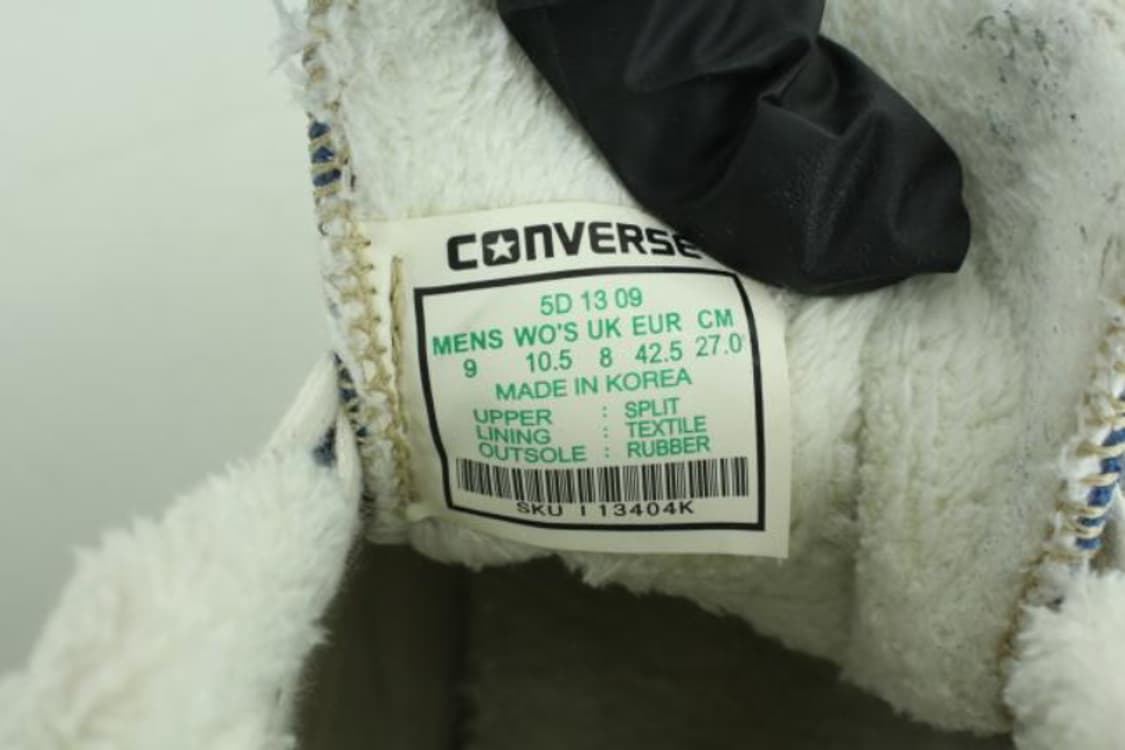 CONVERSE
5D 13 09
MENS WO'S UK EUR CM
9 10.5 8 42.5 27.0
MADE IN KOREA
UPPER : SPLIT
LINING : TEXTILE
OUTSOLE : RUBBER
SKU I 13404K